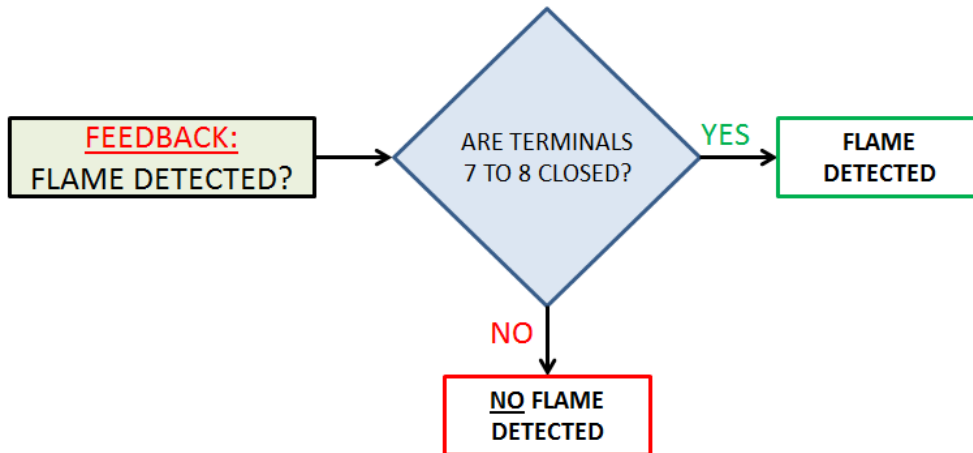 FEEDBACK:
FLAME DETECTED?
ARE TERMINALS
7 TO 8 CLOSED?
YES
FLAME
DETECTED
NO
NO FLAME
DETECTED